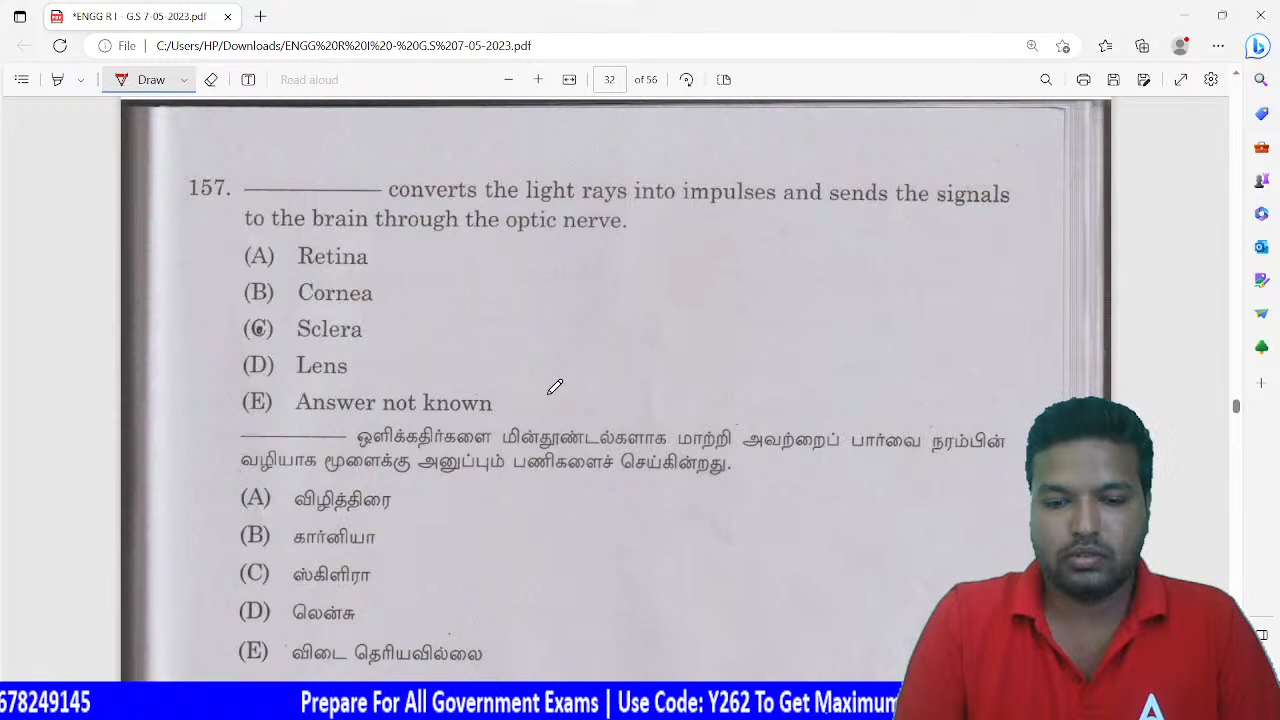 *ENGG R I - G.S 7-05-2023.pdf
File C:/Users/HP/Downloads/ENGG%20R%20I%20-%20G.S%207-05-2023.pdf
Draw Read aloud 32 of 56
157. ________ converts the light rays into impulses and sends the signals
to the brain through the optic nerve.
(A) Retina
(B) Cornea
(C) Sclera
(D) Lens
(E) Answer not known
________ ஒளிக்கதிர்களை மின்தூண்டல்களாக மாற்றி அவற்றைப் பார்வை நரம்பின்
வழியாக மூளைக்கு அனுப்பும் பணிகளைச் செய்கின்றது.
(A) விழித்திரை
(B) கார்னியா
(C) ஸ்கிளிரா
(D) லென்சு
(E) விடை தெரியவில்லை
678249145 Prepare For All Government Exams | Use Code: Y262 To Get Maximum